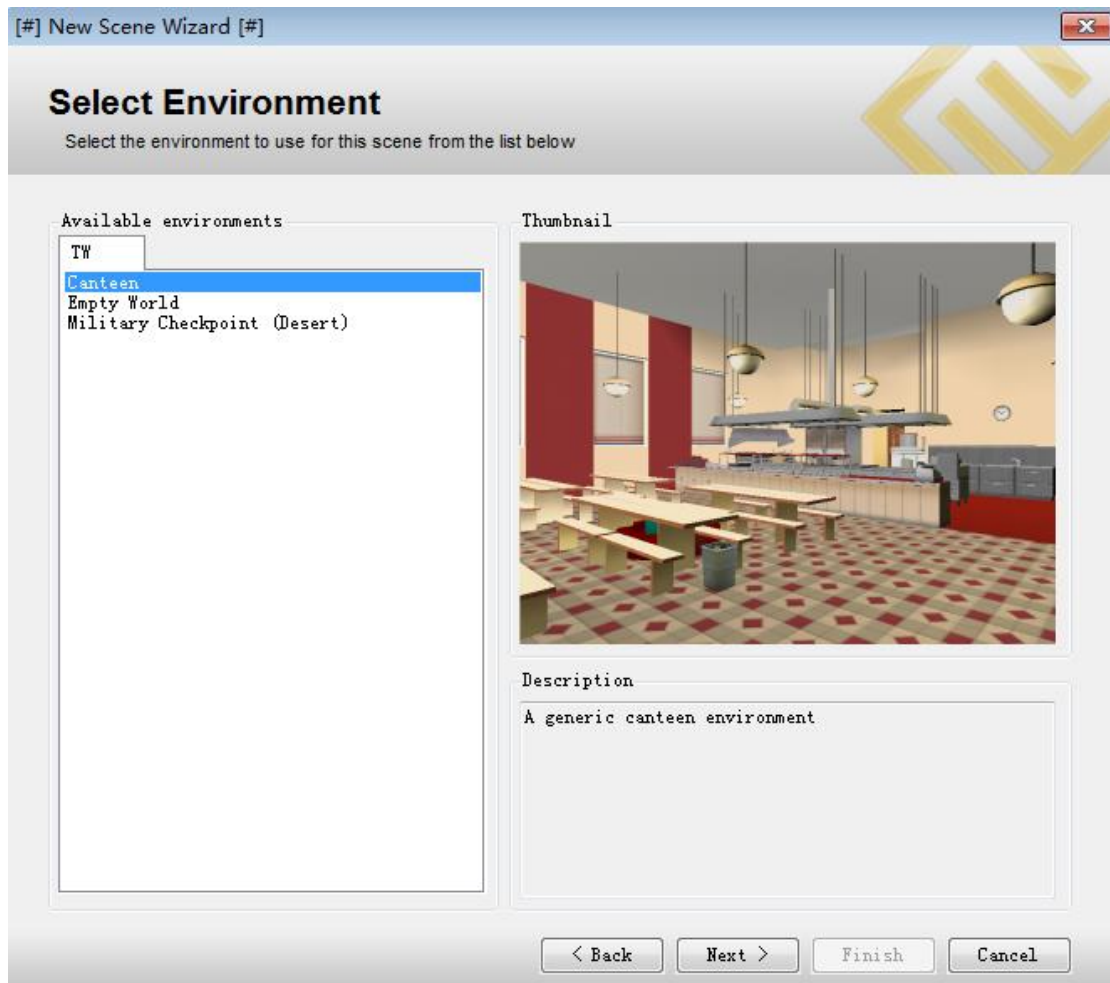 [#] New Scene Wizard [#]
Select Environment
Select the environment to use for this scene from the list below
Available environments
TW
Canteen
Empty World
Military Checkpoint (Desert)
Thumbnail
Description
A generic canteen environment
< Back
Next >
Finish
Cancel